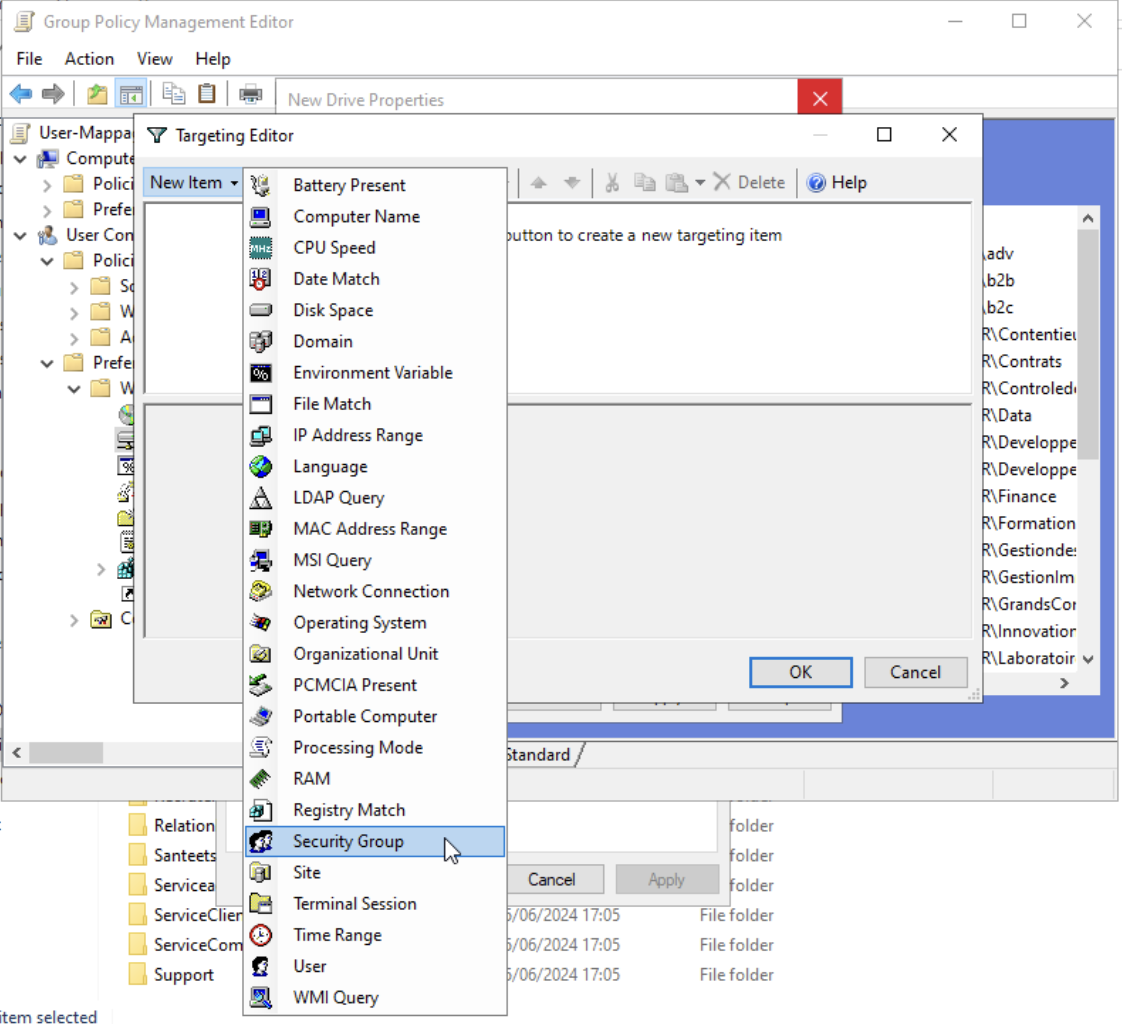 Group Policy Management Editor
File Action View Help
New Drive Properties
User-Mappa
Targeting Editor
Compute
Polici
Prefer
User Con
Polici
W
Prefe
W
New Item
Delete
Help
button to create a new targeting item
Battery Present
Computer Name
CPU Speed
Date Match
Disk Space
Domain
Environment Variable
File Match
IP Address Range
Language
LDAP Query
MAC Address Range
MSI Query
Network Connection
Operating System
Organizational Unit
PCMCIA Present
Portable Computer
Processing Mode
RAM
Registry Match
Security Group
Site
Terminal Session
Time Range
User
WMI Query
\adv
\b2b
\b2c
R\Contentieu
R\Contrats
R\Controlede
R\Data
R\Developpe
R\Developpe
R\Finance
R\Formation
R\Gestiondes
R\GestionIm
R\GrandsCor
R\Innovation
R\Laboratoir
OK
Cancel
Standard
Relation
folder
Santeets
folder
Servicea
Cancel
Apply
folder
ServiceClier
5/06/2024 17:05
File folder
ServiceCom
5/06/2024 17:05
File folder
Support
5/06/2024 17:05
File folder
item selected